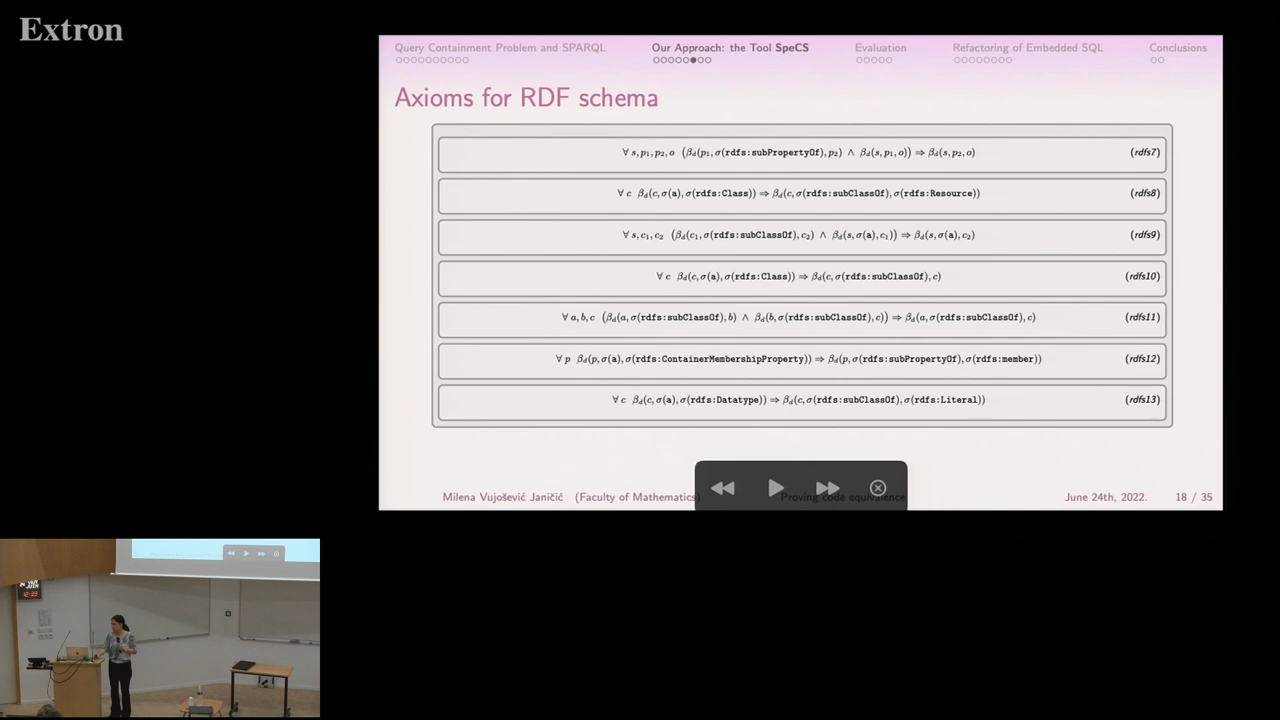 Extron
Query Containment Problem and SPARQL Our Approach: the Tool SpeCS Evaluation Refactoring of Embedded SQL Conclusions
Axioms for RDF schema
∀ s, p₁, p₂, o (β_d(p₁, σ(rdfs:subPropertyOf), p₂) ∧ β_d(s, p₁, o)) ⇒ β_d(s, p₂, o) (rdfs7)
∀ c β_d(c, σ(a), σ(rdfs:Class)) ⇒ β_d(c, σ(rdfs:subClassOf), σ(rdfs:Resource)) (rdfs8)
∀ s, c₁, c₂ (β_d(c₁, σ(rdfs:subClassOf), c₂) ∧ β_d(s, σ(a), c₁)) ⇒ β_d(s, σ(a), c₂) (rdfs9)
∀ c β_d(c, σ(a), σ(rdfs:Class)) ⇒ β_d(c, σ(rdfs:subClassOf), c) (rdfs10)
∀ a, b, c (β_d(a, σ(rdfs:subClassOf), b) ∧ β_d(b, σ(rdfs:subClassOf), c)) ⇒ β_d(a, σ(rdfs:subClassOf), c) (rdfs11)
∀ p β_d(p, σ(a), σ(rdfs:ContainerMembershipProperty)) ⇒ β_d(p, σ(rdfs:subPropertyOf), σ(rdfs:member)) (rdfs12)
∀ c β_d(c, σ(a), σ(rdfs:Datatype)) ⇒ β_d(c, σ(rdfs:subClassOf), σ(rdfs:Literal)) (rdfs13)
Milena Vujošević Janičić (Faculty of Mathematics) Proving code equivalence June 24th, 2022. 18 / 35